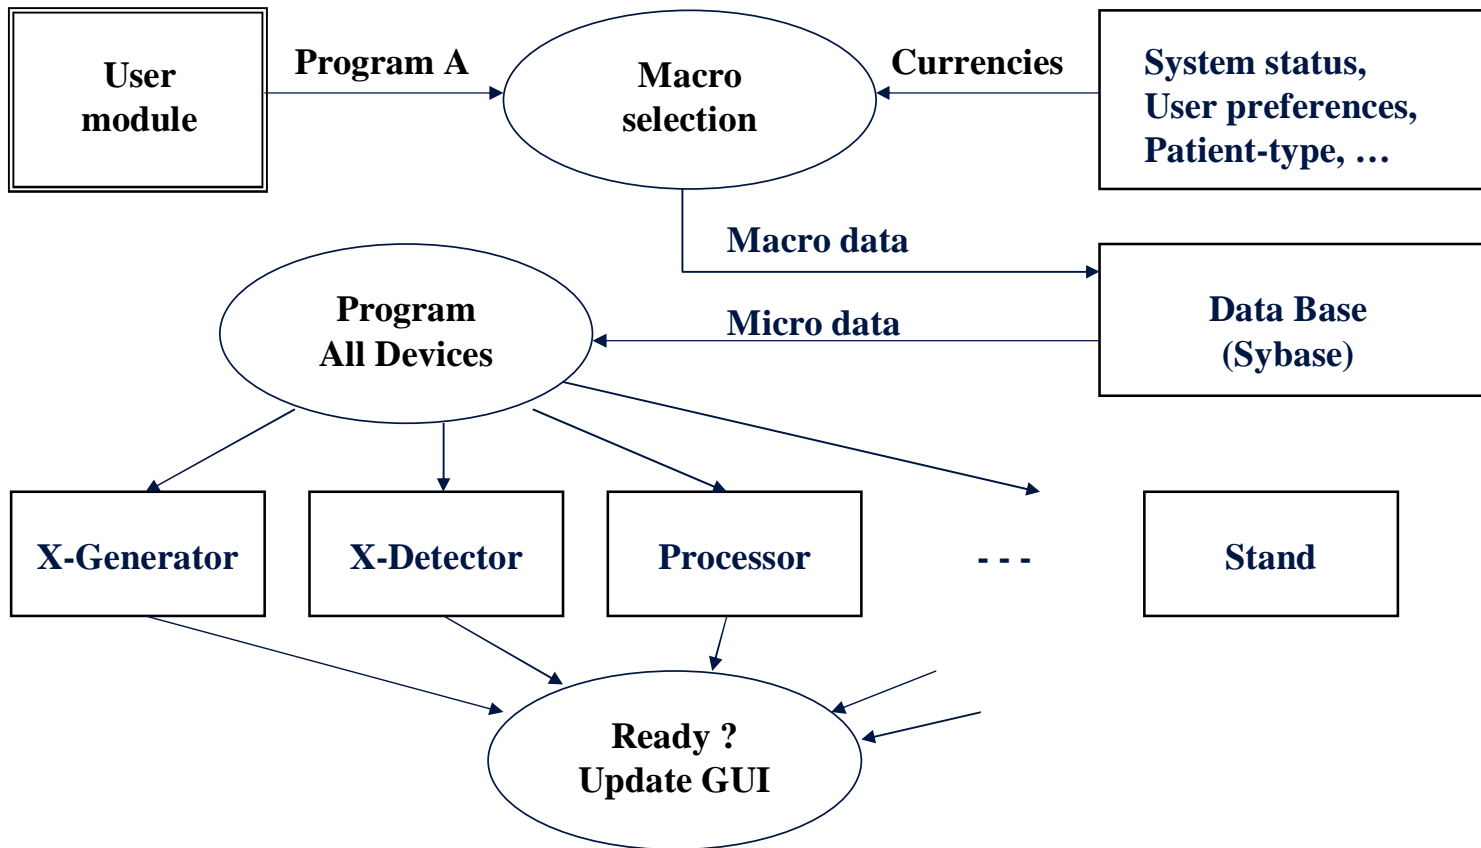 User
module
Program A
Macro
selection
Currencies
System status,
User preferences,
Patient-type, …
Macro data
Program
All Devices
Micro data
Data Base
(Sybase)
X-Generator
X-Detector
Processor
- - -
Stand
Ready ?
Update GUI